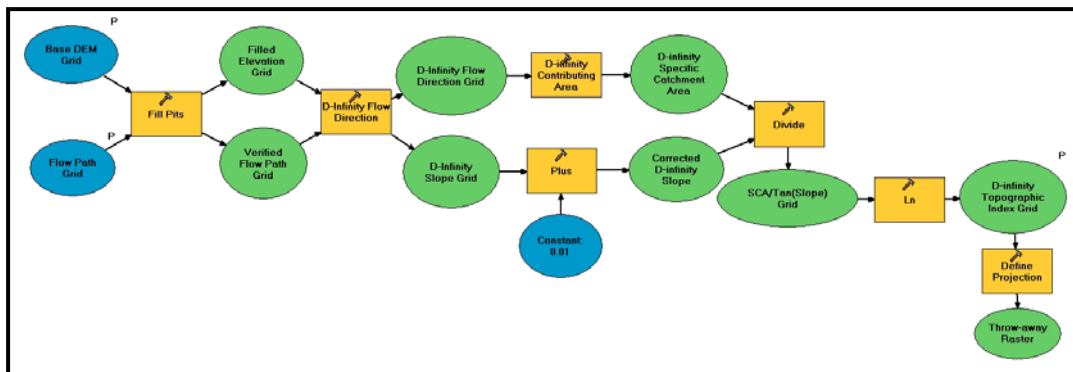 P
Base DEM
Grid
P
Flow Path
Grid
Fill Pits
Filled
Elevation
Grid
Verified
Flow Path
Grid
D-Infinity Flow
Direction
D-Infinity Flow
Direction Grid
D-Infinity
Slope Grid
D-infinity
Contributing
Area
Plus
Constant:
0.01
D-infinity
Specific
Catchment
Area
Corrected
D-infinity
Slope
Divide
SCA/Tan(Slope)
Grid
Ln
P
D-infinity
Topographic
Index Grid
Define
Projection
Throw-away
Raster